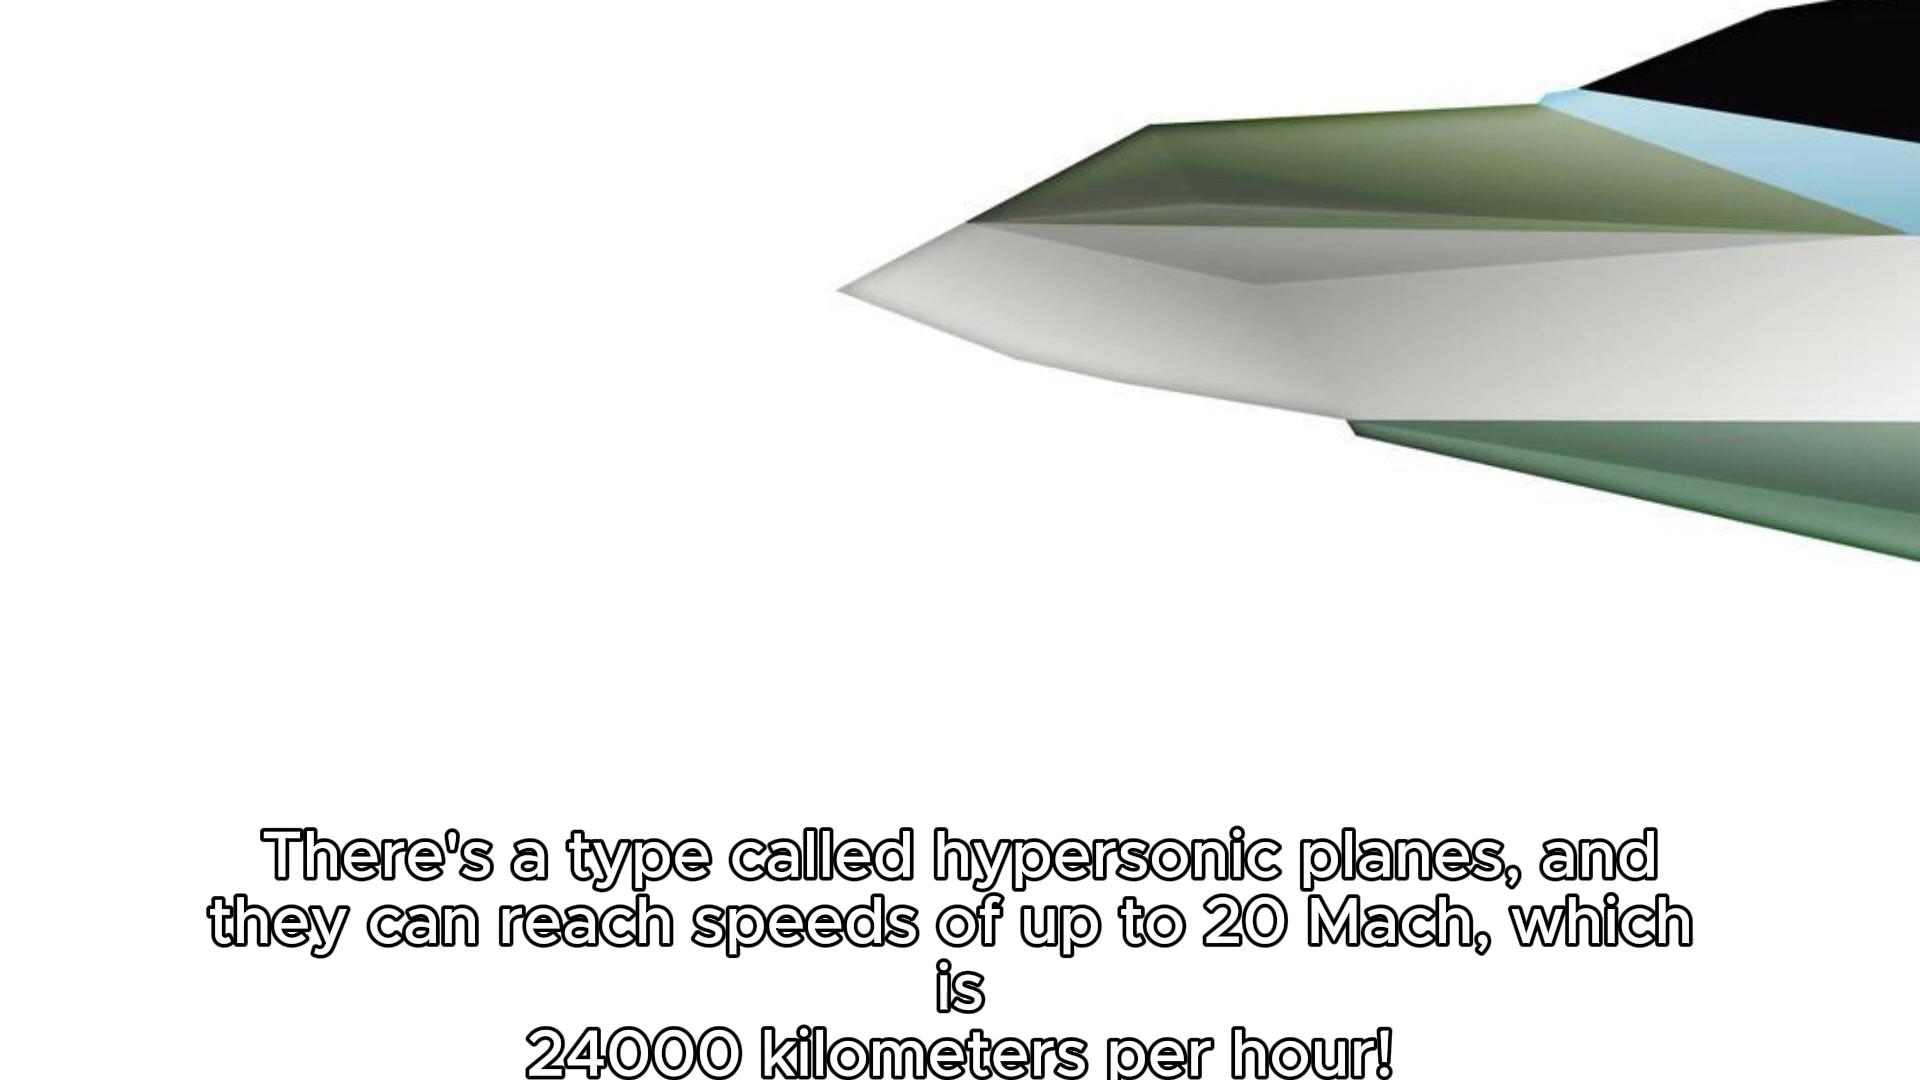 There's a type called hypersonic planes, and
they can reach speeds of up to 20 Mach, which
is
24000 kilometers per hour!